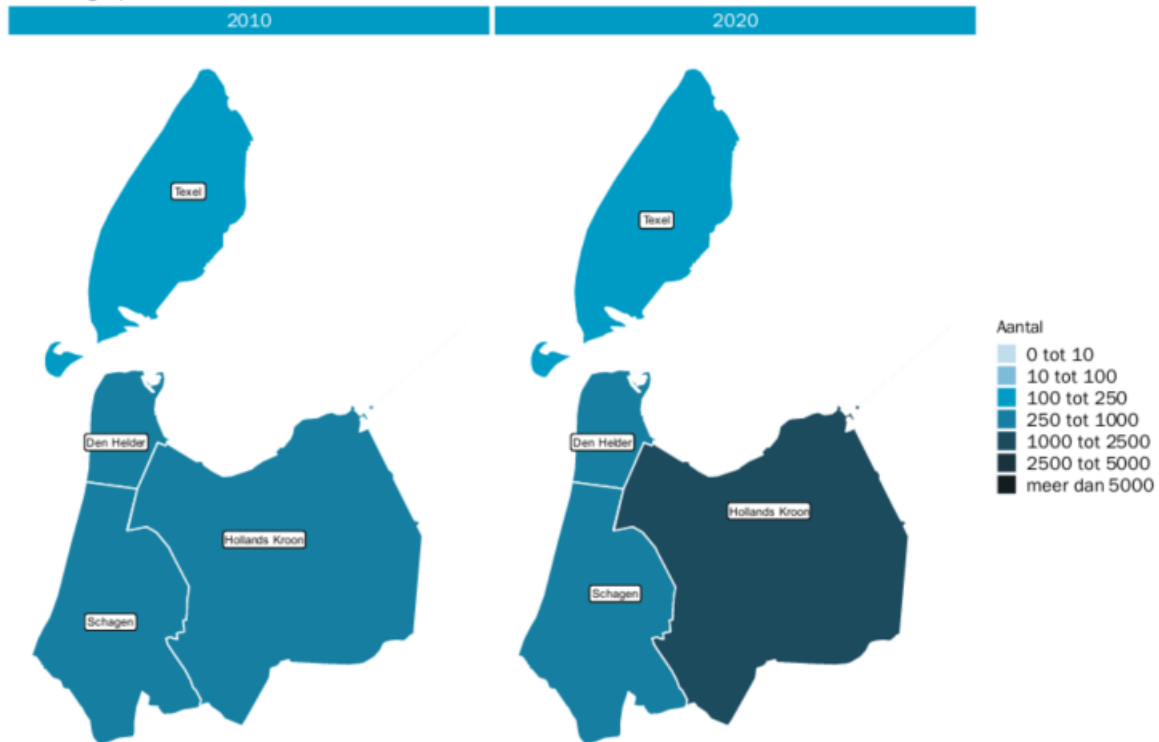 2010
2020
Texel
Texel
Den Helder
Den Helder
Hollands Kroon
Hollands Kroon
Schagen
Schagen
Aantal
0 tot 10
10 tot 100
100 tot 250
250 tot 1000
1000 tot 2500
2500 tot 5000
meer dan 5000